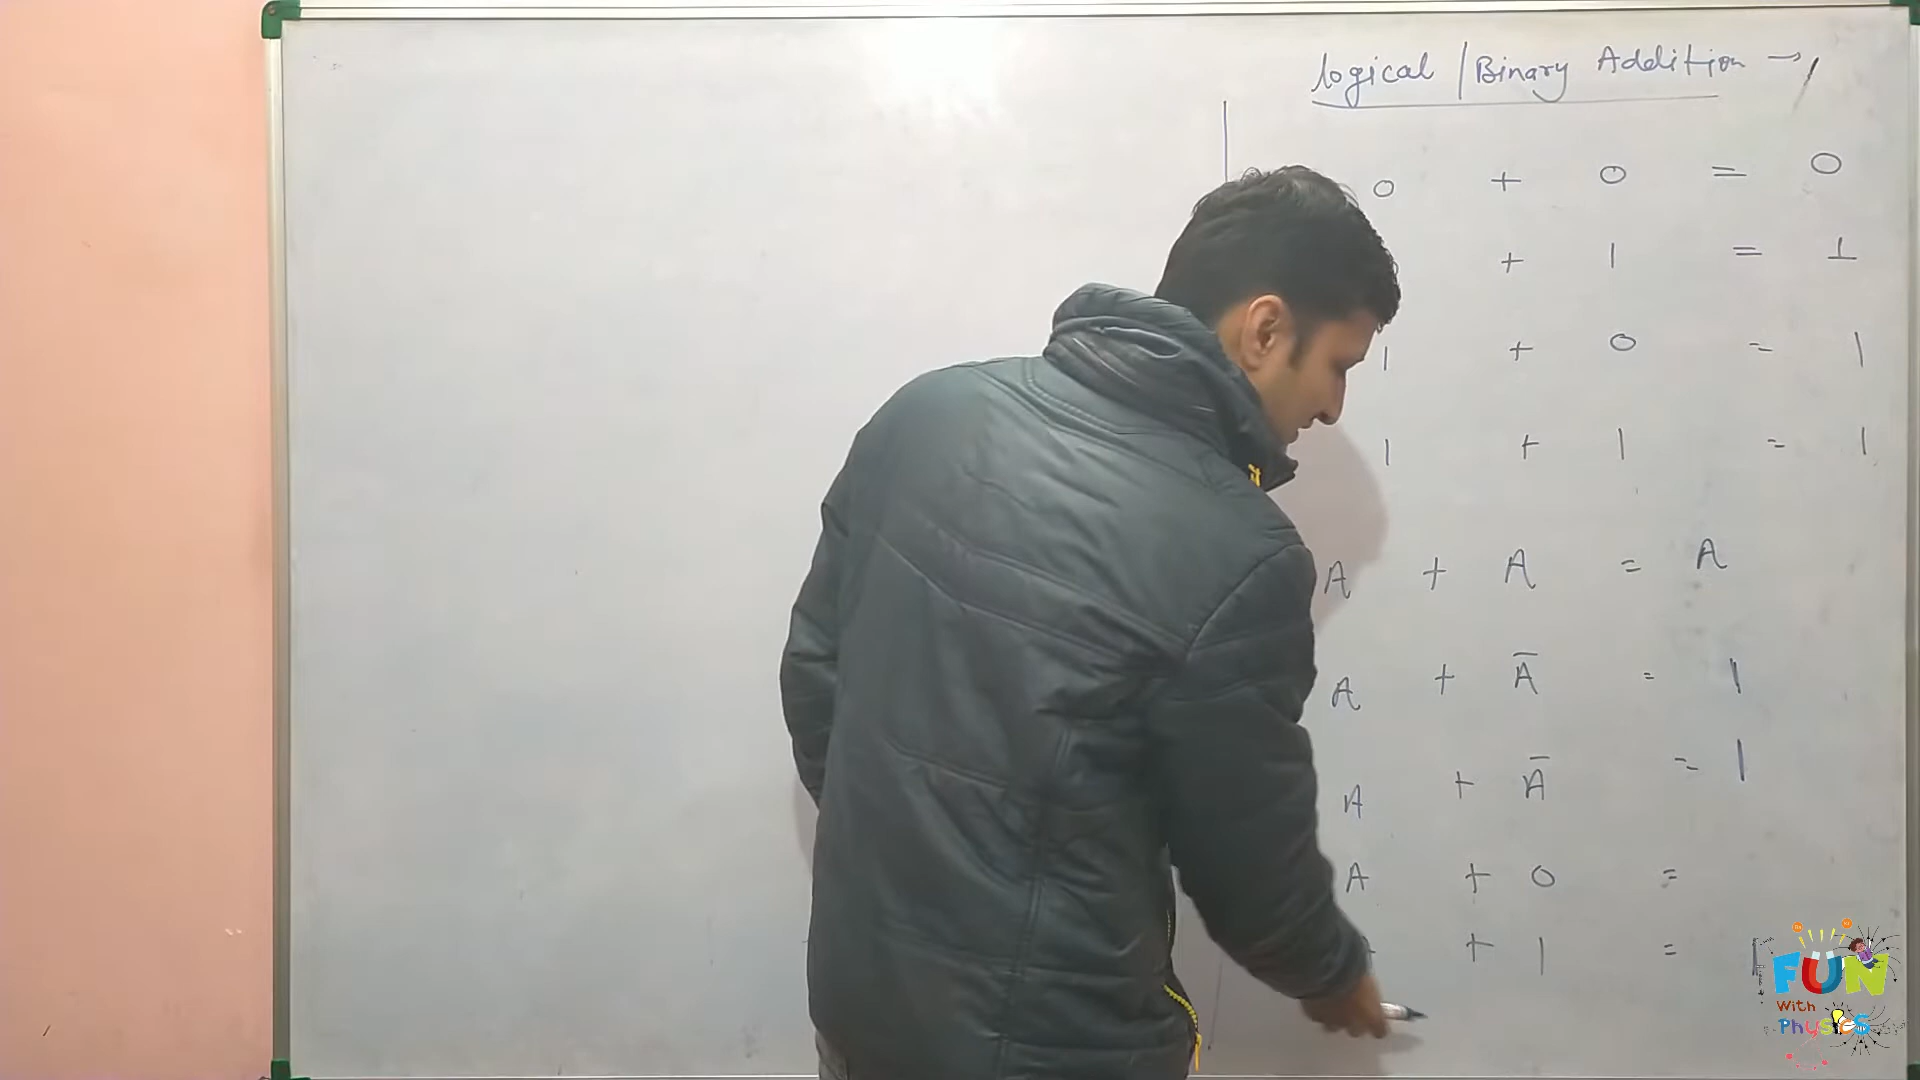 logical / Binary Addition →
0 + 0 = 0
+ 1 = 1
1 + 0 = 1
1 + 1 = 1
A + A = A
A + Ā = 1
A + Ā = 1
A + 0 =
+ 1 = 1
FUN
With
Physics